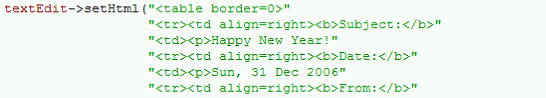 textEdit->setHtml("<table border=0>"
"<tr><td align=right><b>Subject:</b>"
"<td><p>Happy New Year!"
"<tr><td align=right><b>Date:</b>"
"<td><p>Sun, 31 Dec 2006"
"<tr><td align=right><b>From:</b>"